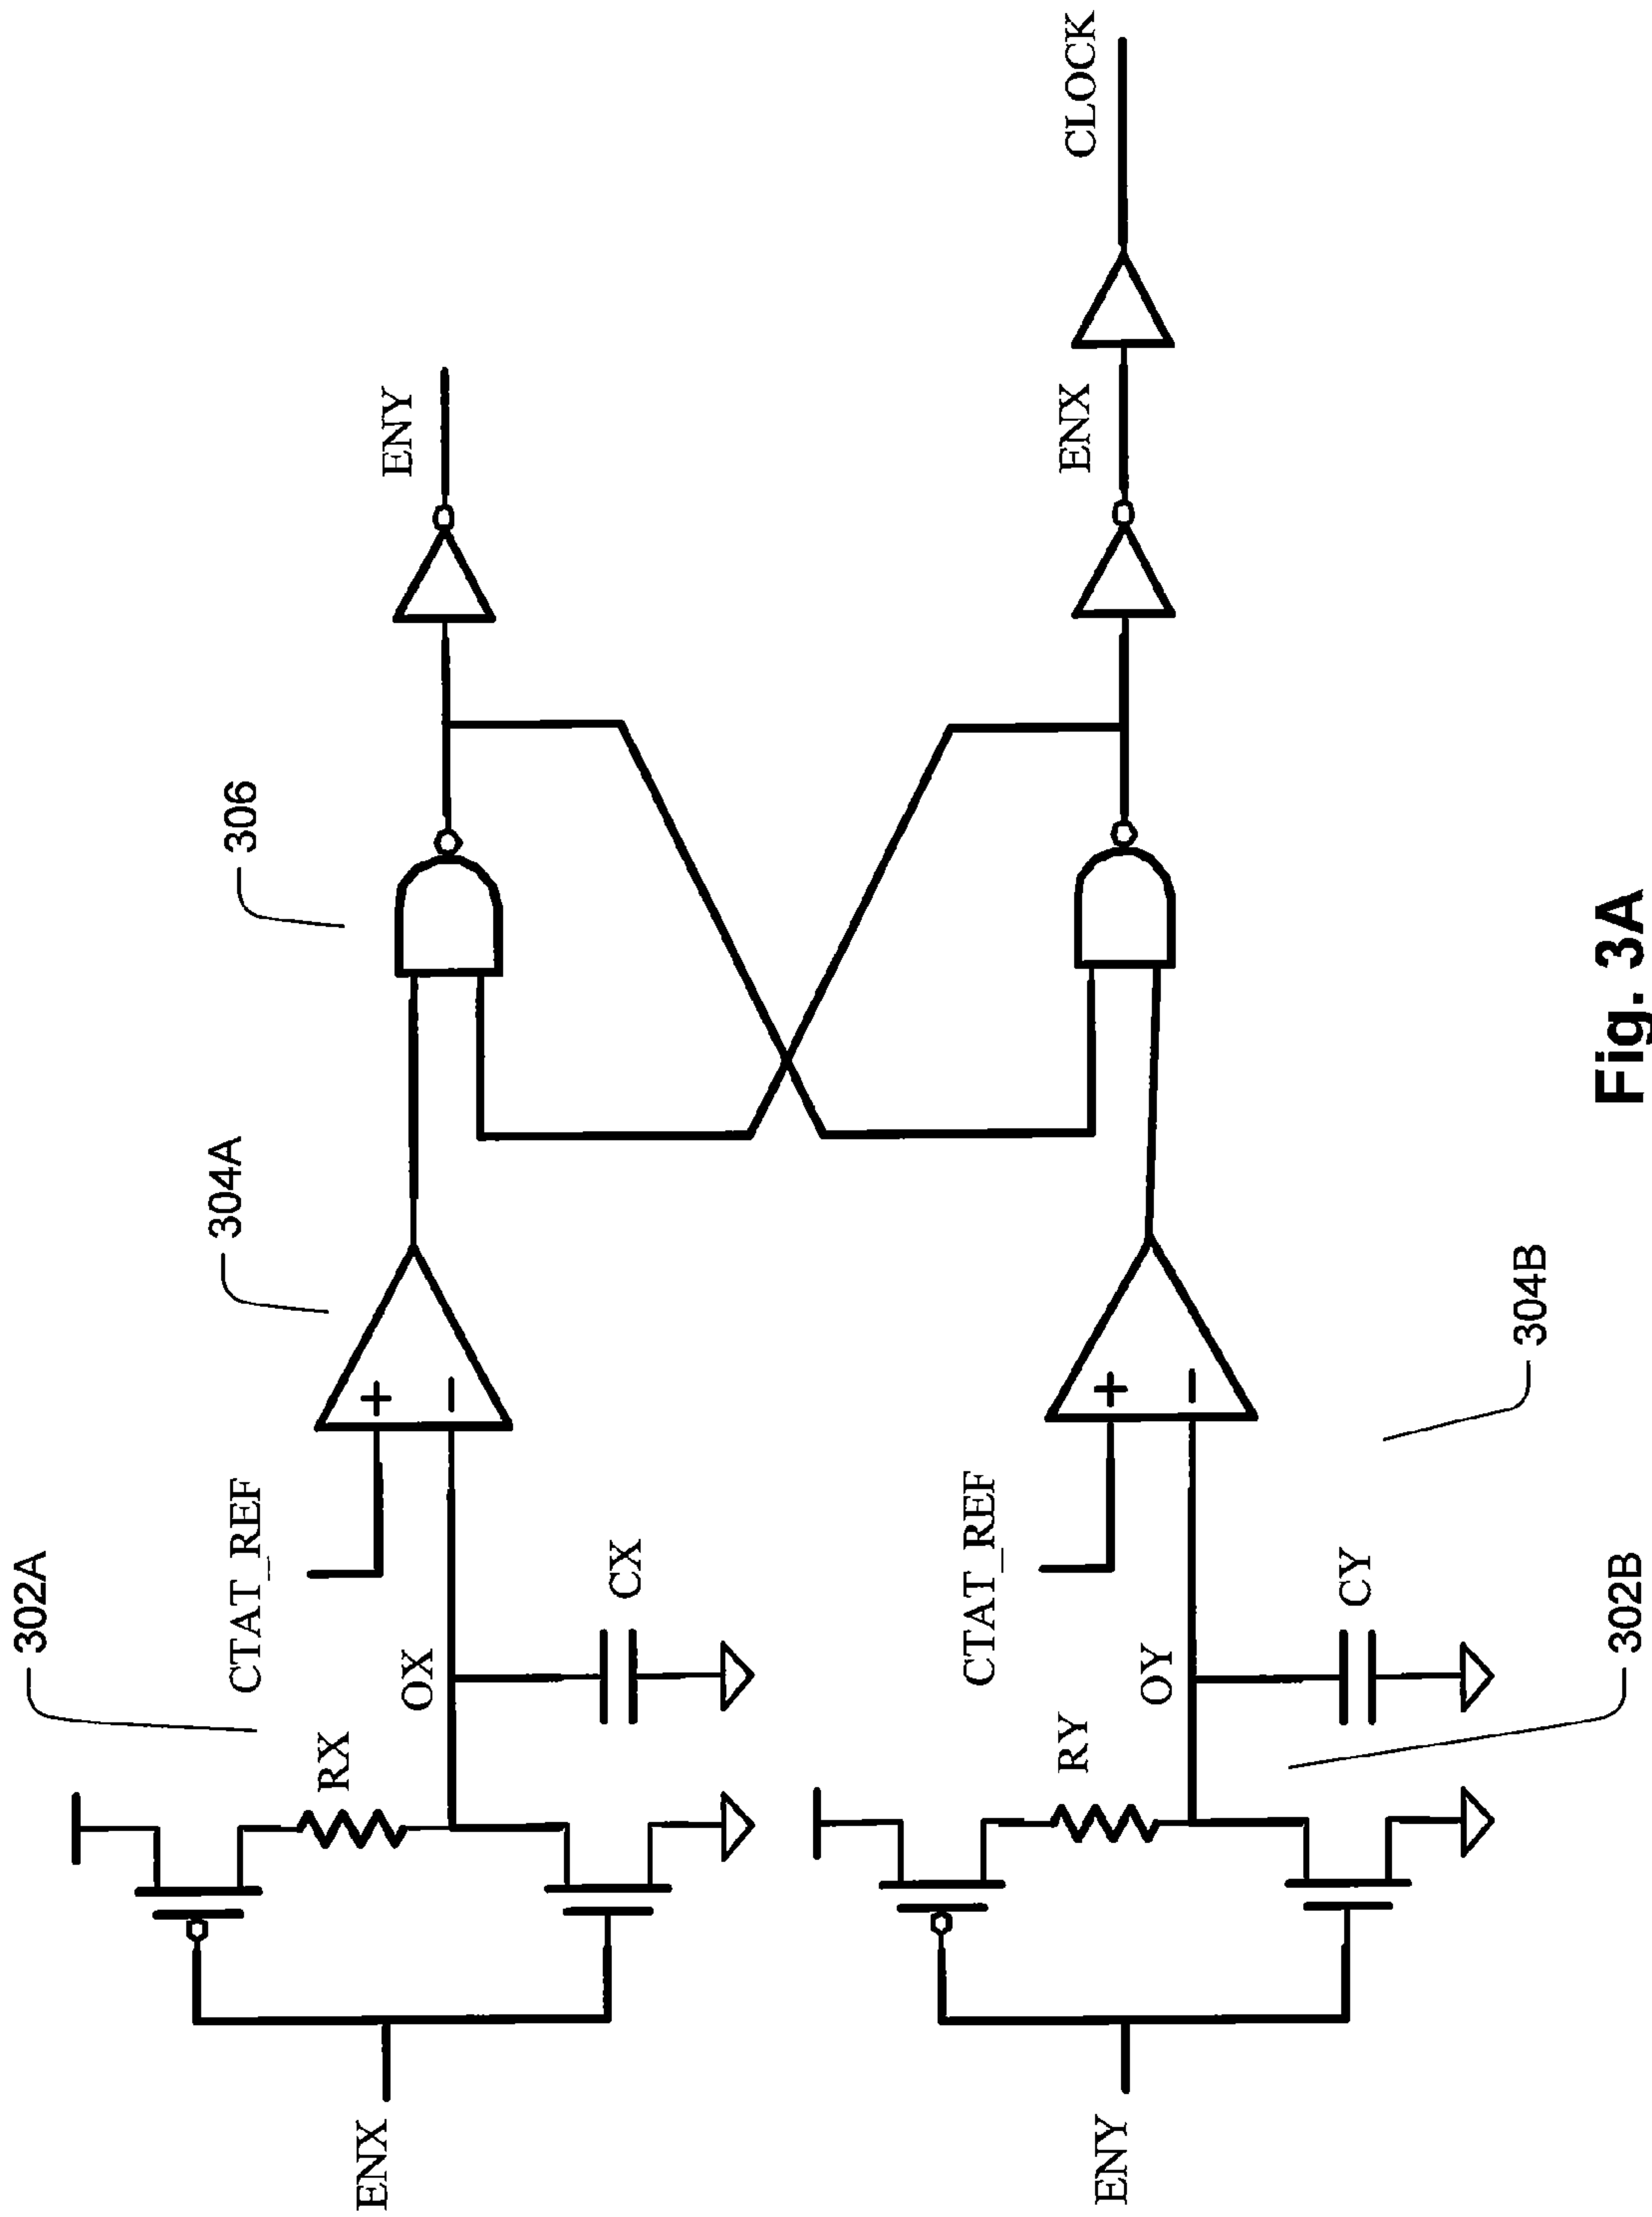 302A
304A
306
CTAT_REF
ENY
RX
OX
CX
ENX
CTAT_REF
ENX
CLOCK
RY
OY
CY
ENY
304B
302B
Fig. 3A
+
−
+
−